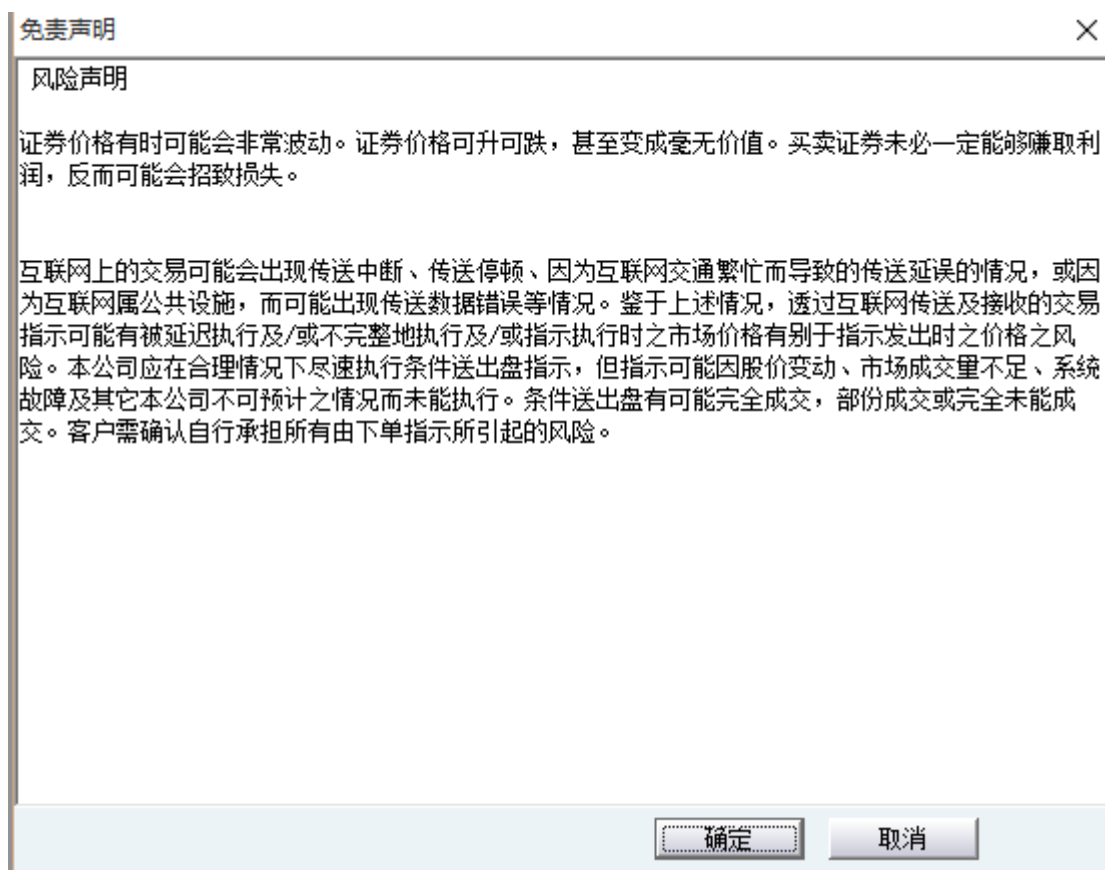 免责声明
风险声明
证券价格有时可能会非常波动。证券价格可升可跌，甚至变成毫无价值。买卖证券未必一定能够赚取利
润，反而可能会招致损失。
互联网上的交易可能会出现传送中断、传送停顿、因为互联网交通繁忙而导致的传送延误的情况，或因
为互联网属公共设施，而可能出现传送数据错误等情况。鉴于上述情况，透过互联网传送及接收的交易
指示可能有被延迟执行及/或不完整地执行及/或指示执行时之市场价格有别于指示发出时之价格之风
险。本公司应在合理情况下尽速执行条件送出盘指示，但指示可能因股价变动、市场成交量不足、系统
故障及其它本公司不可预计之情况而未能执行。条件送出盘有可能完全成交，部份成交或完全未能成
交。客户需确认自行承担所有由下单指示所引起的风险。
确定
取消